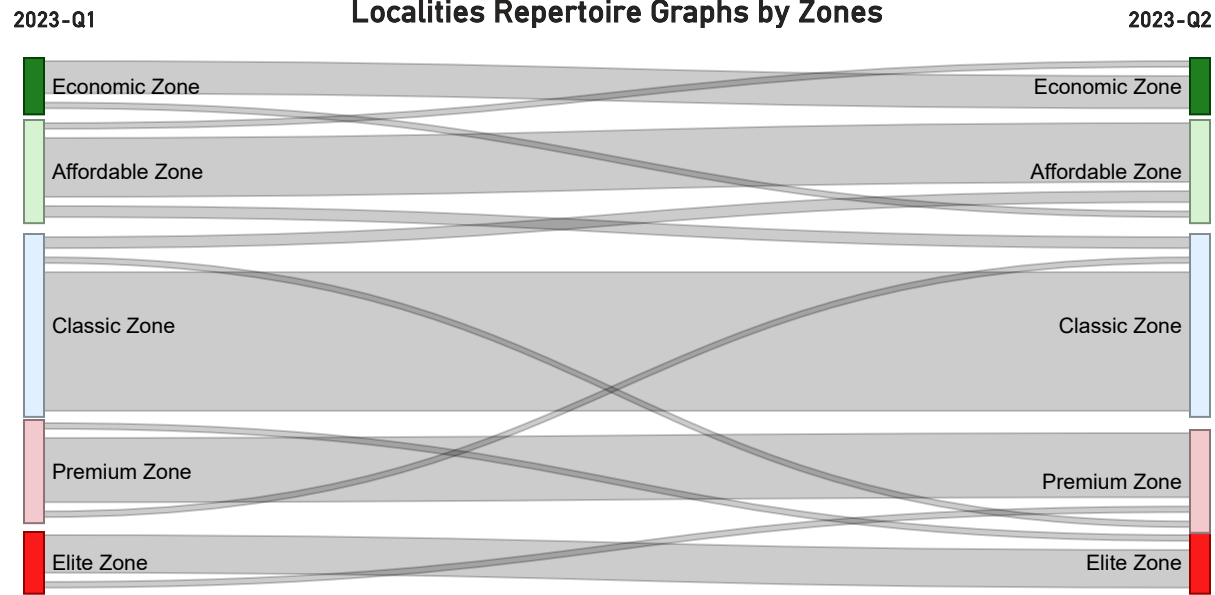 Localities Repertoire Graphs by Zones
2023-Q1
2023-Q2
Economic Zone
Economic Zone
Affordable Zone
Affordable Zone
Classic Zone
Classic Zone
Premium Zone
Premium Zone
Elite Zone
Elite Zone